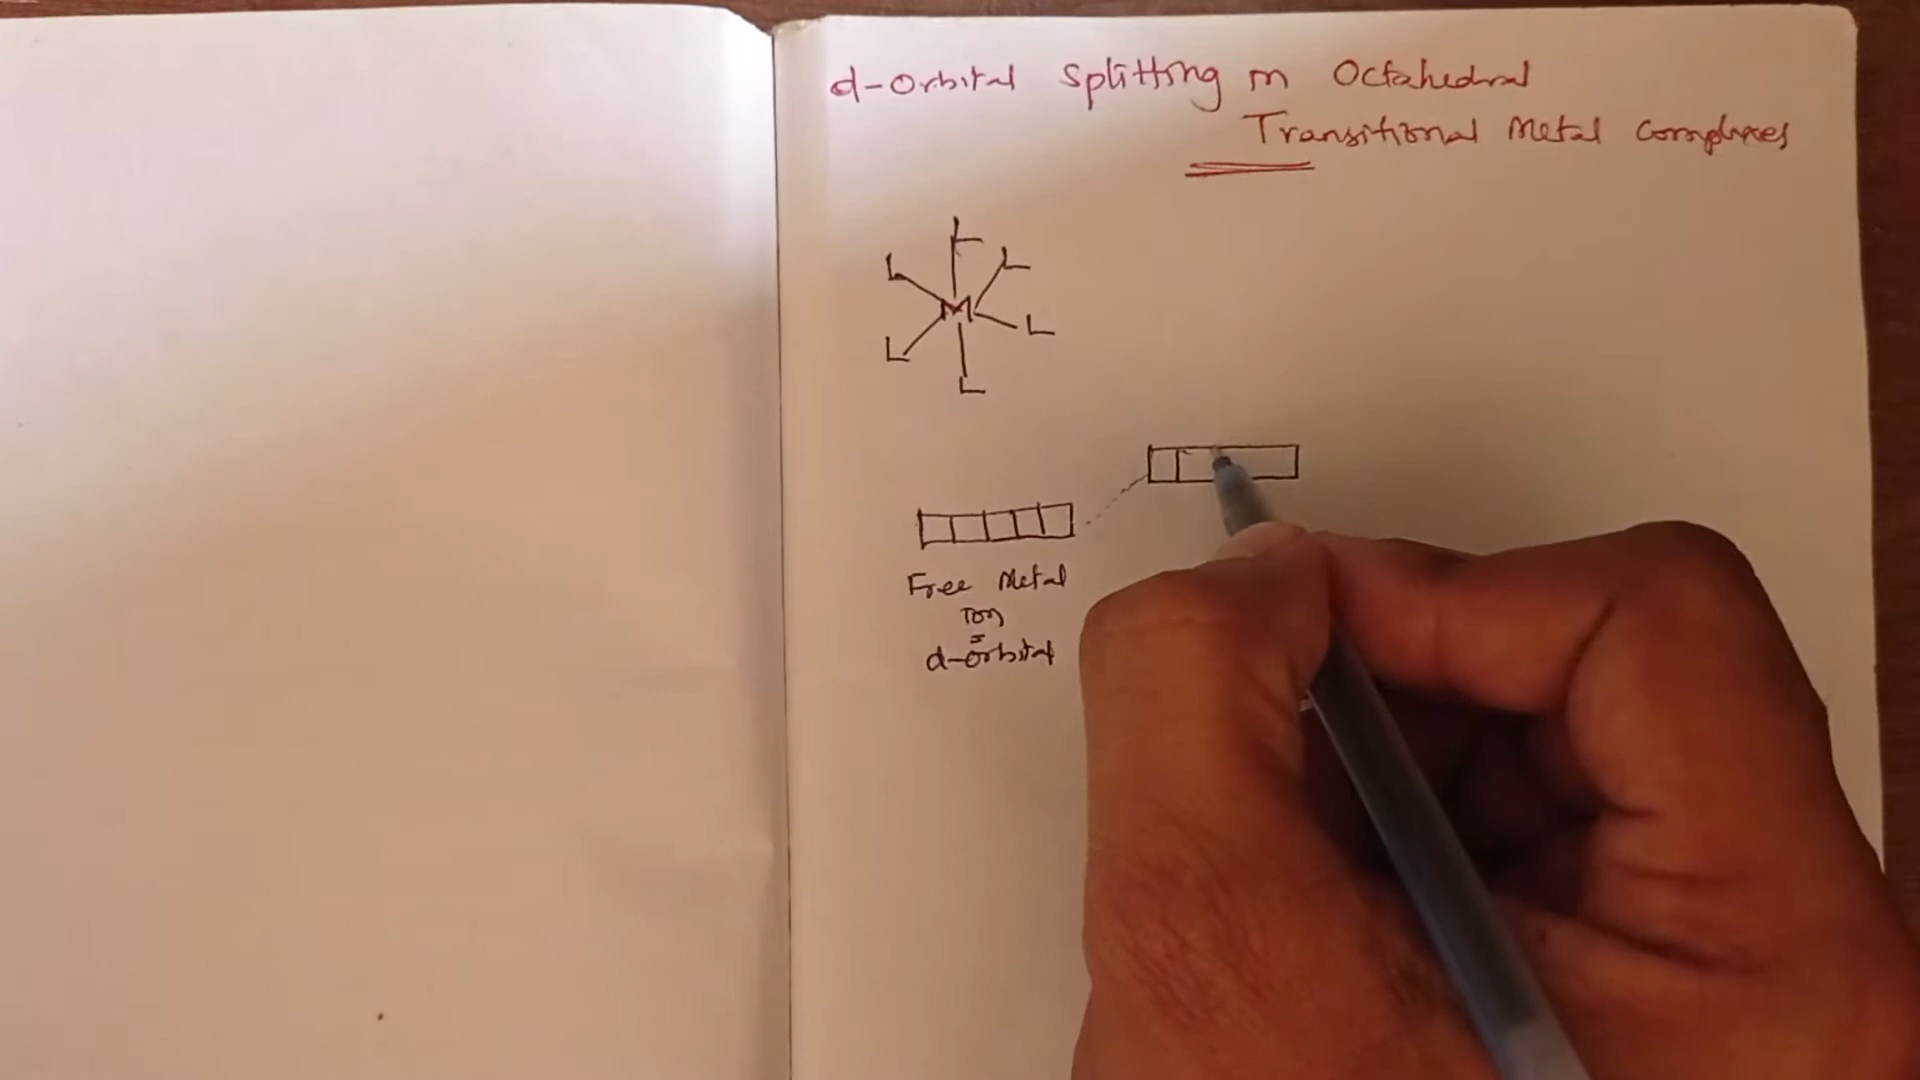 d-orbital splitting in Octahedral
Transitional Metal Complexes
L
L
L
M
L
L
L
Free Metal
Ion
d-orbital